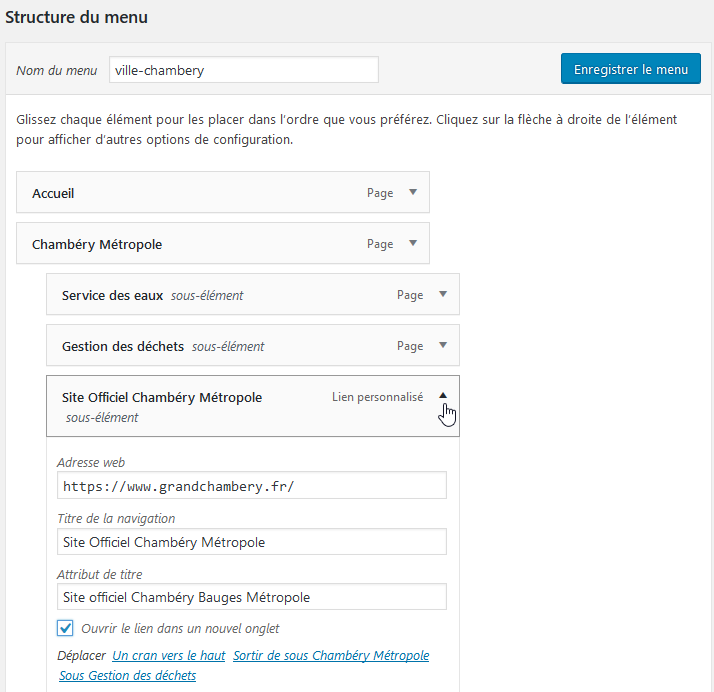 Structure du menu
Nom du menu ville-chambery Enregistrer le menu
Glissez chaque élément pour les placer dans l'ordre que vous préférez. Cliquez sur la flèche à droite de l'élément
pour afficher d'autres options de configuration.
Accueil Page
Chambéry Métropole Page
Service des eaux sous-élément Page
Gestion des déchets sous-élément Page
Site Officiel Chambéry Métropole Lien personnalisé
sous-élément
Adresse web
https://www.grandchambery.fr/
Titre de la navigation
Site Officiel Chambéry Métropole
Attribut de titre
Site officiel Chambéry Bauges Métropole
Ouvrir le lien dans un nouvel onglet
Déplacer Un cran vers le haut Sortir de sous Chambéry Métropole
Sous Gestion des déchets